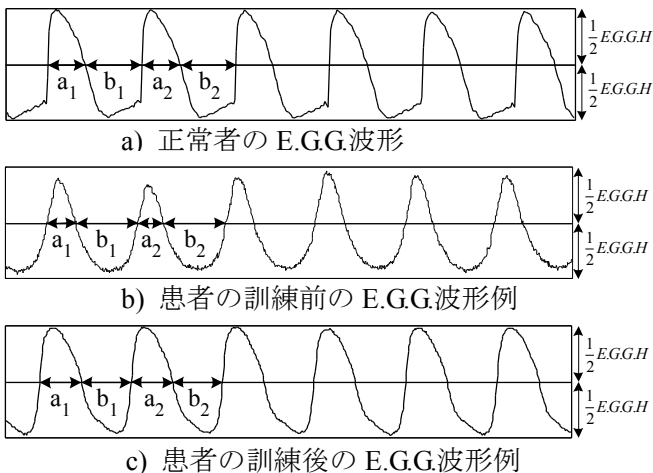 1/2 E.G.G.H
a1 b1 a2 b2
1/2 E.G.G.H
a) 正常者の E.G.G.波形
1/2 E.G.G.H
a1 b1 a2 b2
1/2 E.G.G.H
b) 患者の訓練前の E.G.G.波形例
1/2 E.G.G.H
a1 b1 a2 b2
1/2 E.G.G.H
c) 患者の訓練後の E.G.G.波形例